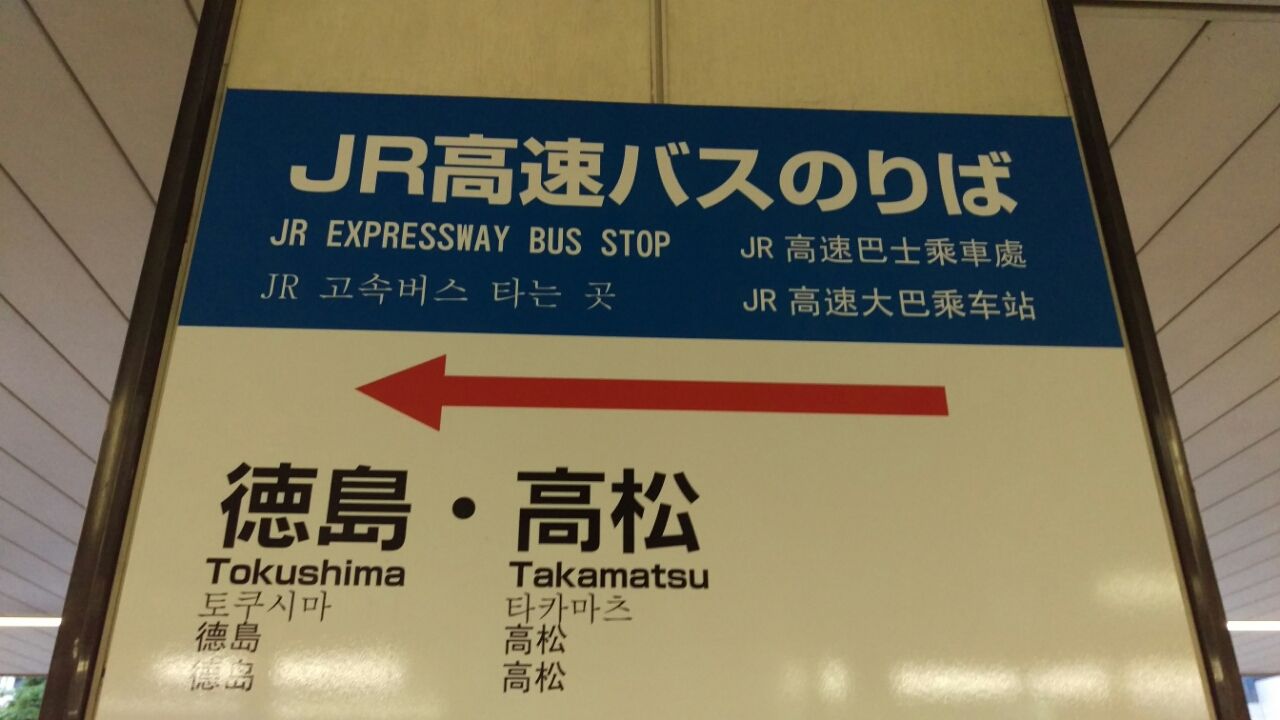 JR高速バスのりば
JR EXPRESSWAY BUS STOP
JR 高速巴士乘車處
JR 고속버스 타는 곳
JR 高速大巴乘车站
徳島・高松
Tokushima Takamatsu
토쿠시마 타카마츠
德島 高松
德岛 高松